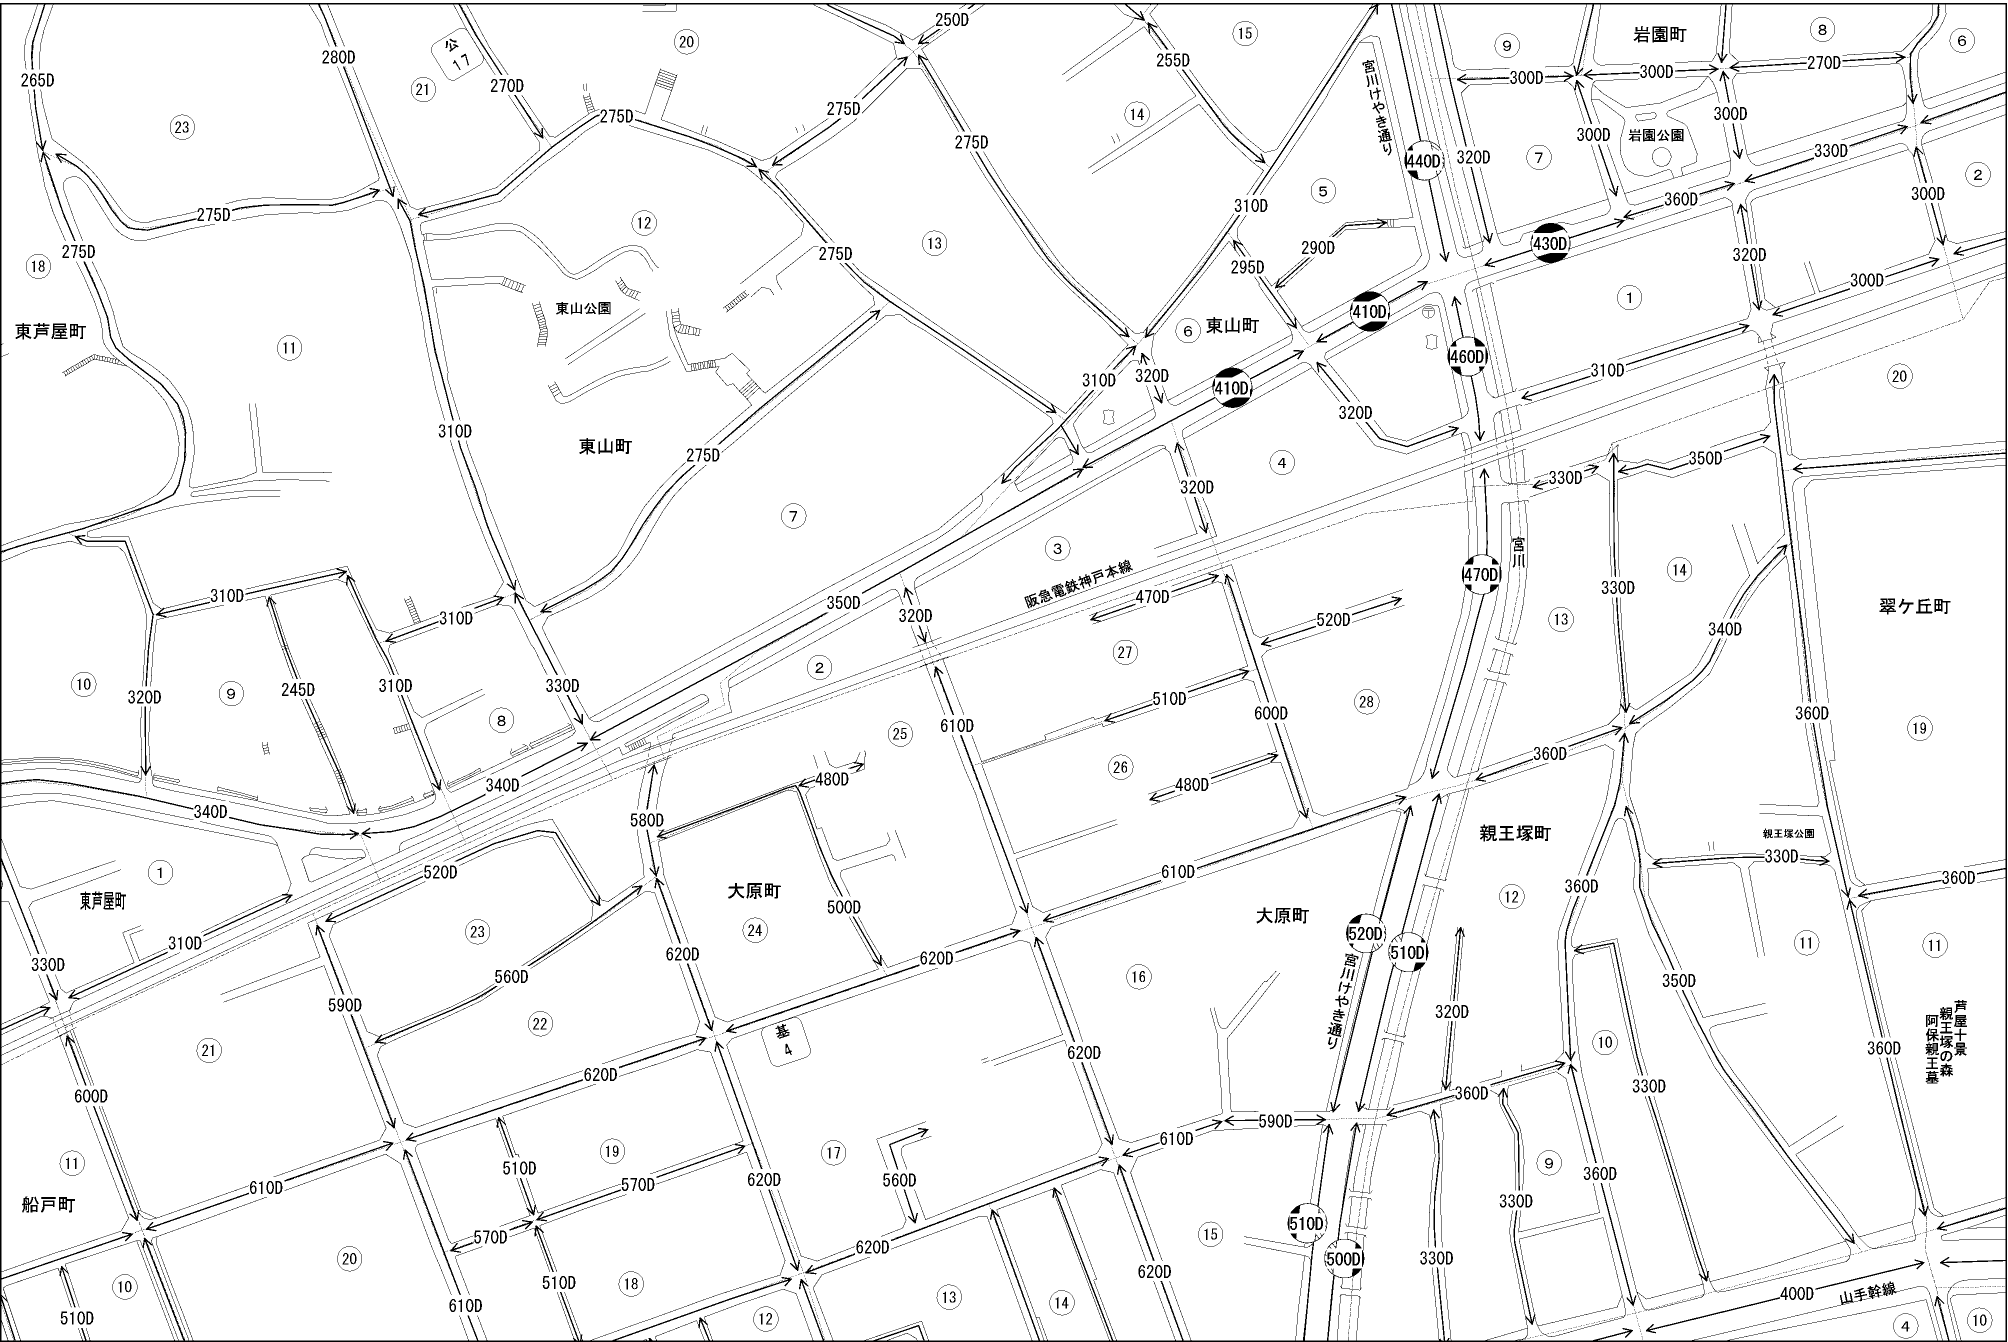 250D
公
17
20
15
9
岩園町
8
6
280D
265D
21
270D
255D
宮川けやき通り
300D
300D
270D
23
275D
275D
14
275D
440D
320D
7
300D
300D
岩園公園
330D
275D
12
13
5
2
310D
360D
300D
18
275D
275D
290D
295D
430D
320D
300D
東芦屋町
11
東山公園
6
東山町
410D
1
460D
310D
320D
310D
20
410D
320D
310D
東山町
275D
4
350D
330D
320D
7
3
宮川
阪急電鉄神戸本線
470D
14
330D
310D
310D
350D
320D
470D
520D
13
翠ケ丘町
340D
10
9
245D
310D
330D
2
27
320D
510D
28
8
610D
600D
360D
19
25
26
480D
480D
360D
340D
340D
580D
親王塚町
親王塚公園
330D
1
520D
大原町
610D
360D
360D
東芦屋町
500D
大原町
12
23
24
520D
510D
11
11
310D
330D
620D
620D
560D
宮川けやき通り
16
350D
590D
320D
芦屋十景
親王塚の森
阿保親王墓
22
基
4
21
620D
10
360D
620D
330D
600D
360D
590D
610D
19
17
9
11
510D
570D
620D
560D
360D
船戸町
610D
330D
510D
15
570D
620D
20
500D
330D
620D
10
510D
18
610D
13
14
400D
山手幹線
510D
12
4
10